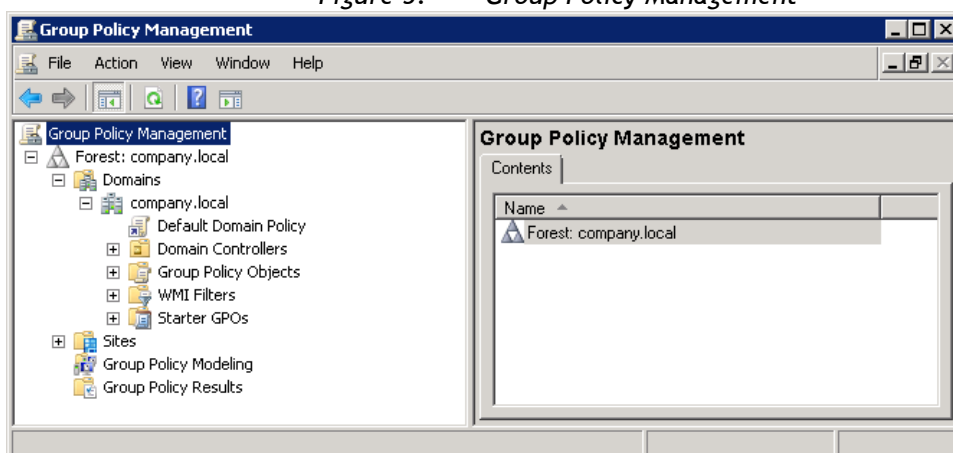 Figure 3. Group Policy Management
Group Policy Management
File Action View Window Help
Group Policy Management
Forest: company.local
Domains
company.local
Default Domain Policy
Domain Controllers
Group Policy Objects
WMI Filters
Starter GPOs
Sites
Group Policy Modeling
Group Policy Results
Group Policy Management
Contents
Name
Forest: company.local